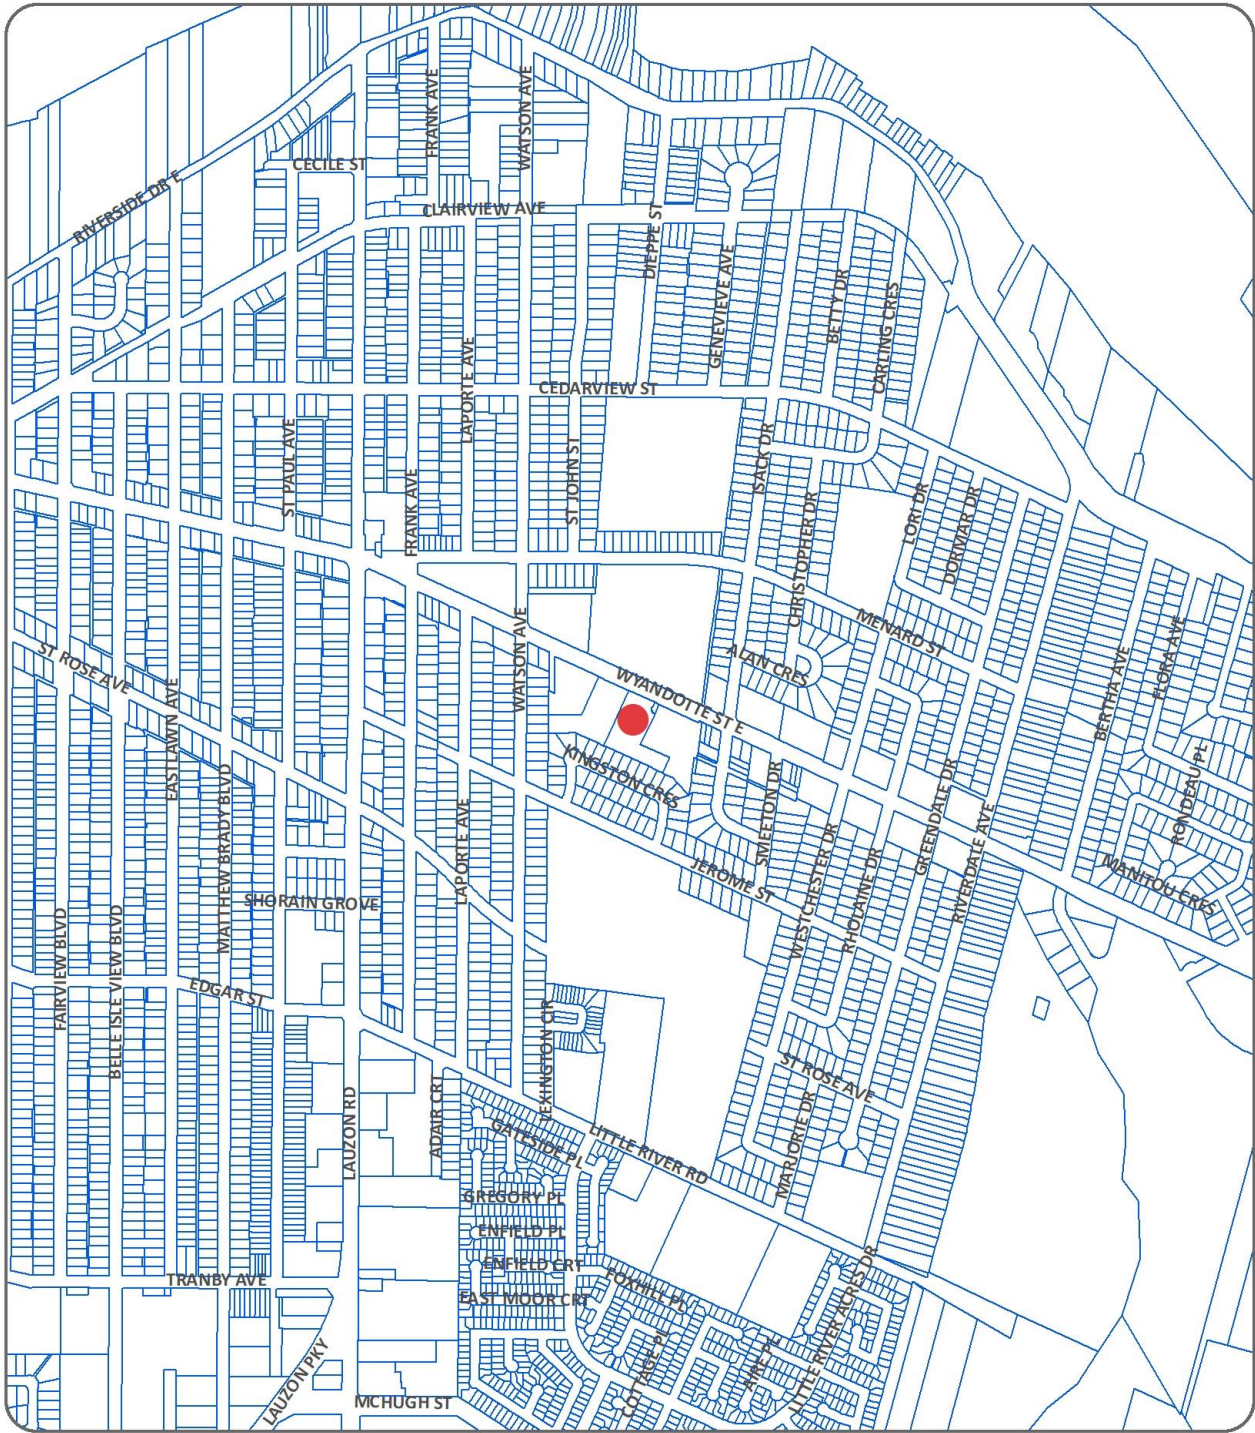 FRANK AVE
WATSON AVE
CECILE ST
RIVERSIDE DR E
CLAIRVIEW AVE
DIEPPE ST
GENEVIEVE AVE
BETTY DR
CARLING CRES
LAPORTE AVE
CEDARVIEW ST
ST PAUL AVE
ISACK DR
ST JOHN ST
FRANK AVE
CHRISTOPHER DR
LORI DR
DORMAR DR
MENARD ST
WATSON AVE
ALAN CRES
ST ROSE AVE
WYANDOTTE ST E
BERTHA AVE
FLORA AVE
EASTLAWN AVE
KINGSTON CRES
MATTHEW BRADY BLVD
SMEETON DR
GREENDALE DR
RONDEAU PL
LAPORTE AVE
WESTCHESTER DR
RHOLAINE DR
RIVERDALE AVE
JEROME ST
MANITOU CRES
SHORAIN GROVE
FAIRVIEW BLVD
BELLE ISLE VIEW BLVD
EDGAR ST
LEXINGTON CIR
ST ROSE AVE
LAUZON RD
ADAIR CRT
MARJORIE DR
GATESIDE PL
LITTLE RIVER RD
GREGORY PL
ENFIELD PL
ENFIELD CRT
TRANBY AVE
FOXHILL PL
EAST MOOR CRT
LITTLE RIVER ACRES DR
COTTAGE PL
AIRE PL
LAUZON PKY
MCHUGH ST